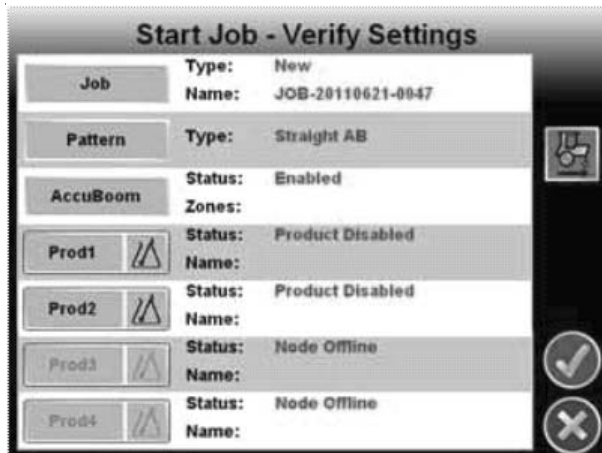 Start Job - Verify Settings
Job
Type: New
Name: JOB-20110621-0947
Pattern
Type: Straight AB
AccuBoom
Status: Enabled
Zones:
Prod1
Status: Product Disabled
Name:
Prod2
Status: Product Disabled
Name:
Prod3
Status: Node Offline
Name:
Prod4
Status: Node Offline
Name: